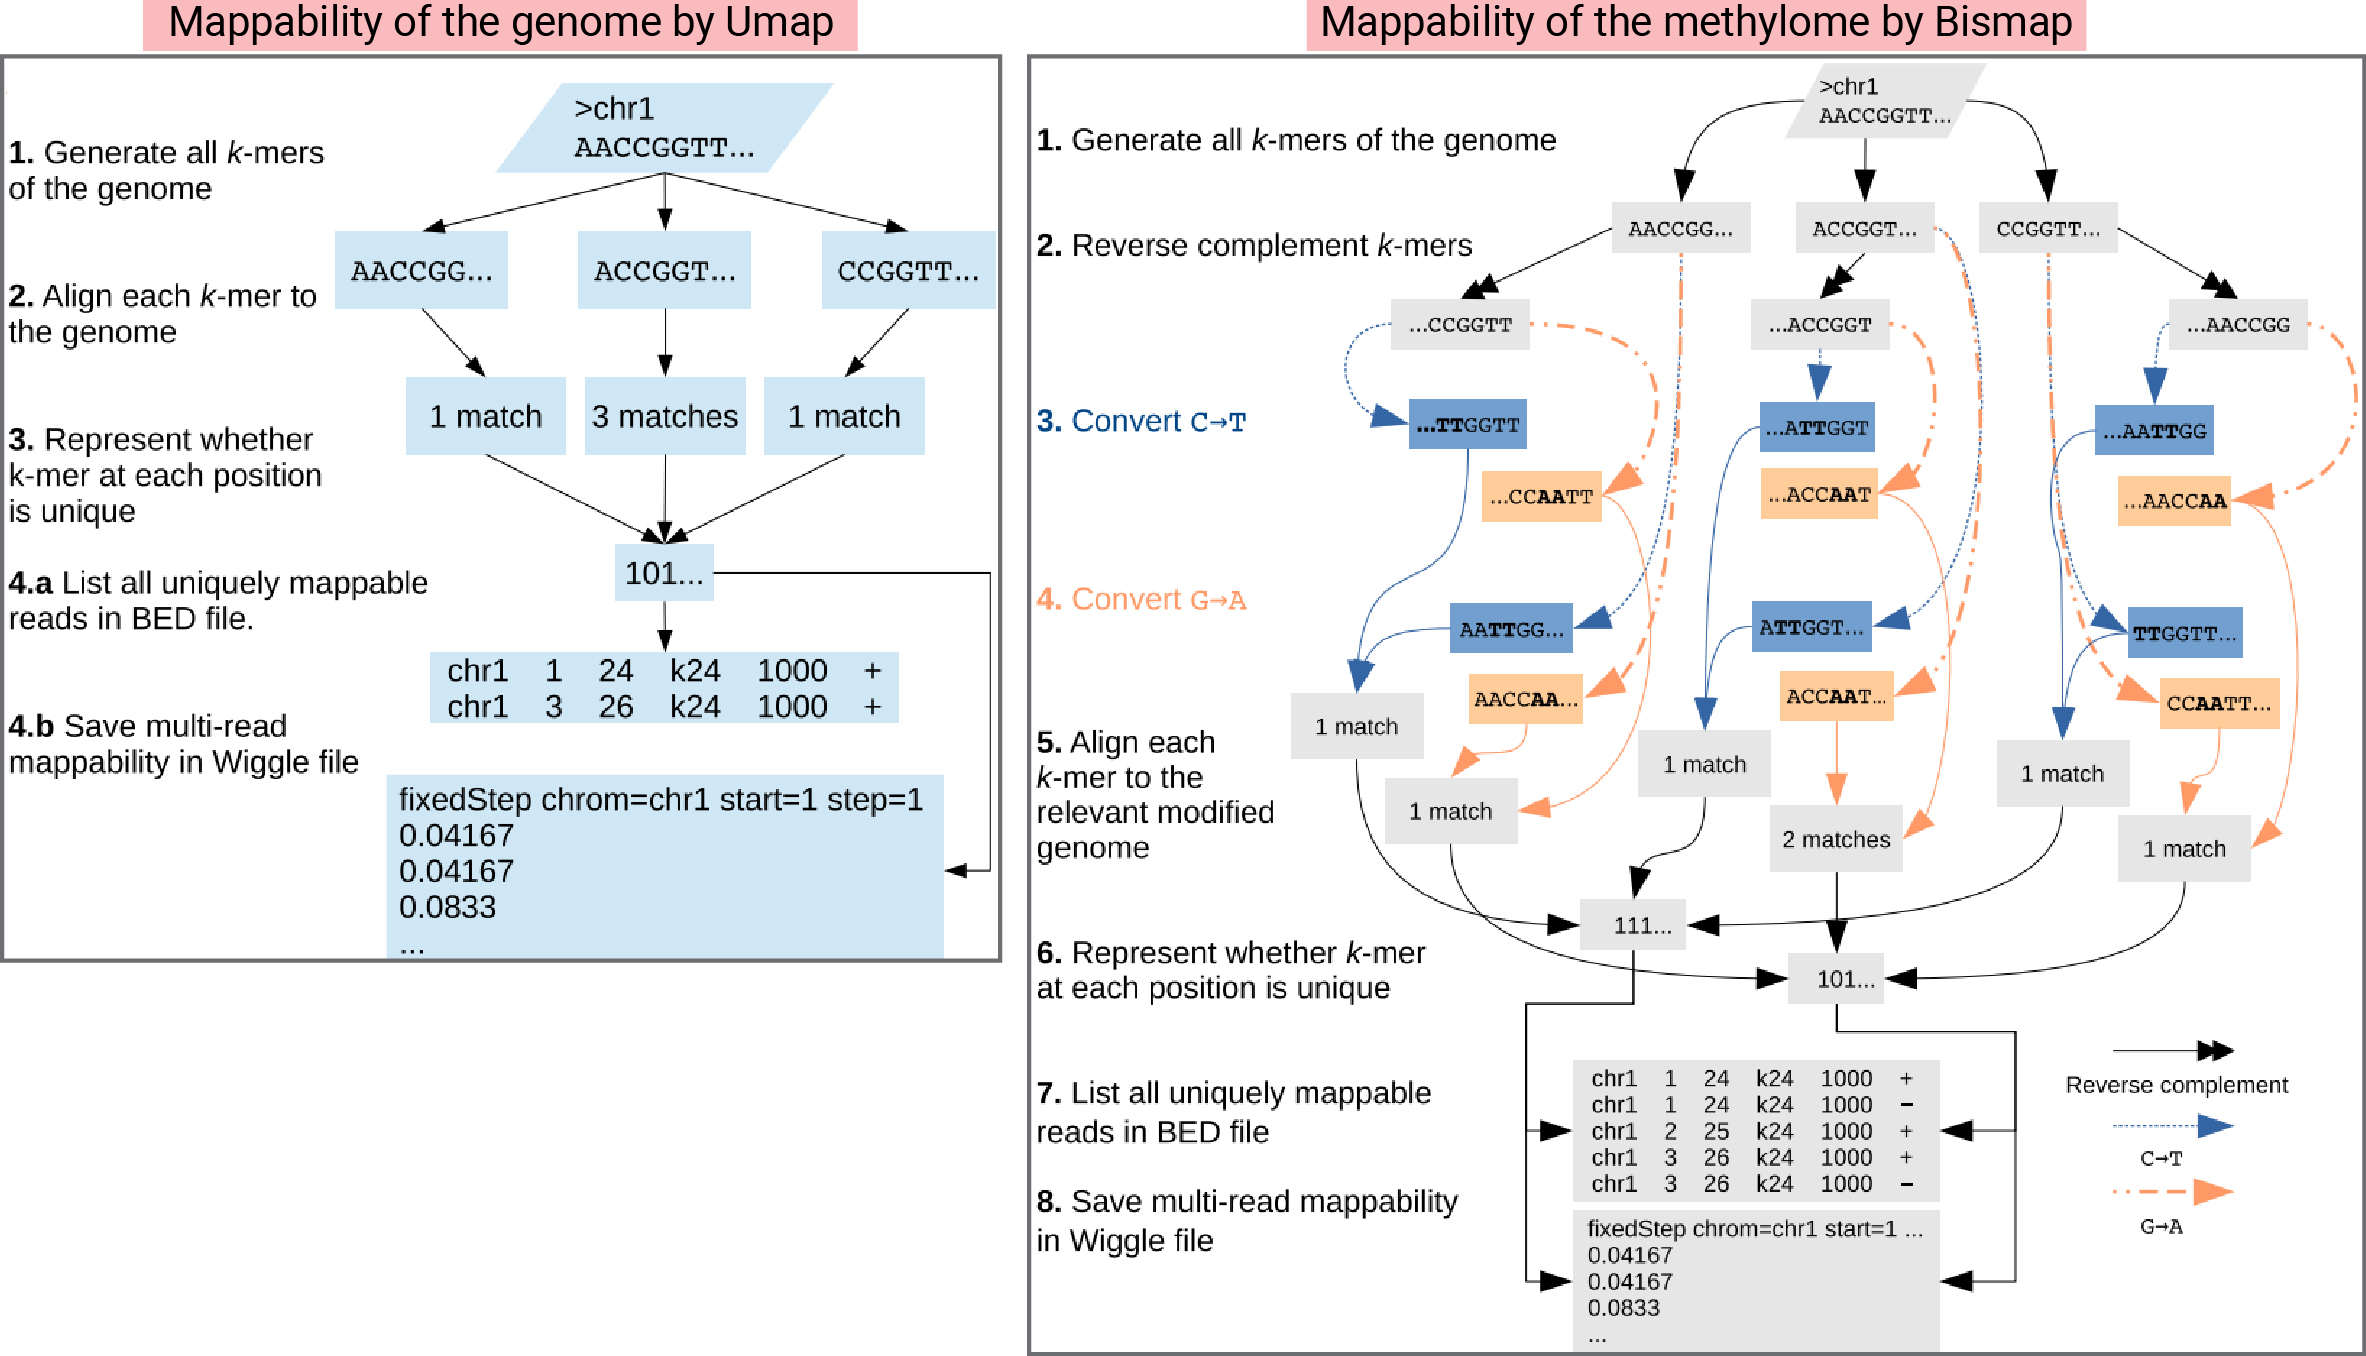 Mappability of the genome by Umap
>chr1
AACCGGTT...
1. Generate all k-mers
of the genome
AACCGG...
ACCGGT...
CCGGTT...
2. Align each k-mer to
the genome
1 match
3 matches
1 match
3. Represent whether
k-mer at each position
is unique
101...
4.a List all uniquely mappable
reads in BED file.
chr1 1 24 k24 1000 +
chr1 3 26 k24 1000 +
4.b Save multi-read
mappability in Wiggle file
fixedStep chrom=chr1 start=1 step=1
0.04167
0.04167
0.0833
...
Mappability of the methylome by Bismap
>chr1
AACCGGTT...
1. Generate all k-mers of the genome
AACCGG...
ACCGGT...
CCGGTT...
2. Reverse complement k-mers
...CCGGTT
...ACCGGT
...AACCGG
3. Convert C→T
...TTGGTT
...ATTGGT
...AATTGG
...CCAATT
...ACCAAT
...AACCAA
4. Convert G→A
AATTGG...
ATTGGT...
TTGGTT...
AACCAA...
ACCAAT...
CCAATT...
5. Align each
k-mer to the
relevant modified
genome
1 match
1 match
1 match
1 match
2 matches
1 match
111...
6. Represent whether k-mer
at each position is unique
101...
7. List all uniquely mappable
reads in BED file
chr1 1 24 k24 1000 +
chr1 1 24 k24 1000 −
chr1 2 25 k24 1000 +
chr1 3 26 k24 1000 +
chr1 3 26 k24 1000 −
8. Save multi-read mappability
in Wiggle file
fixedStep chrom=chr1 start=1 ...
0.04167
0.04167
0.0833
...
Reverse complement
C→T
G→A